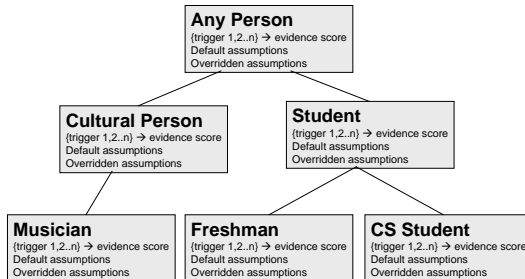 Any Person
{trigger 1,2..n} → evidence score
Default assumptions
Overridden assumptions
Cultural Person
{trigger 1,2..n} → evidence score
Default assumptions
Overridden assumptions
Student
{trigger 1,2..n} → evidence score
Default assumptions
Overridden assumptions
Musician
{trigger 1,2..n} → evidence score
Default assumptions
Overridden assumptions
Freshman
{trigger 1,2..n} → evidence score
Default assumptions
Overridden assumptions
CS Student
{trigger 1,2..n} → evidence score
Default assumptions
Overridden assumptions